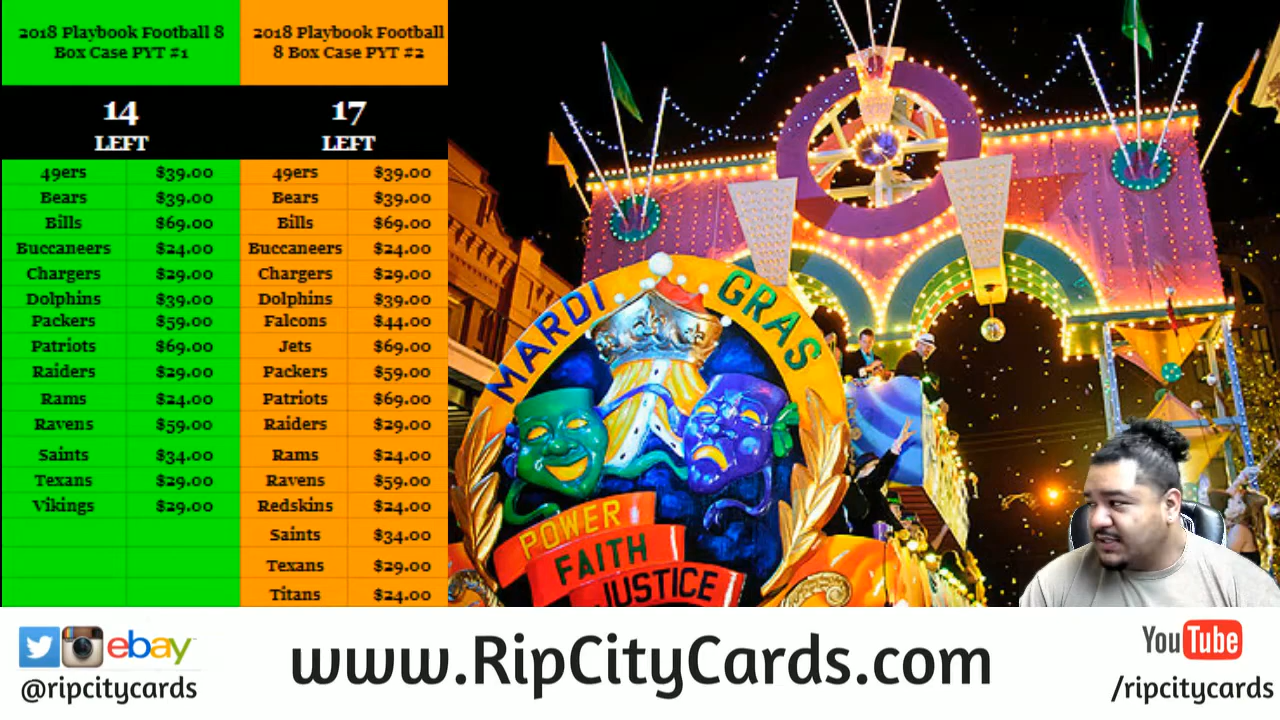 2018 Playbook Football 8
Box Case PYT #1
2018 Playbook Football
8 Box Case PYT #2
14
LEFT
17
LEFT
49ers $39.00 49ers $39.00
Bears $39.00 Bears $39.00
Bills $69.00 Bills $69.00
Buccaneers $24.00 Buccaneers $24.00
Chargers $29.00 Chargers $29.00
Dolphins $39.00 Dolphins $39.00
Packers $59.00 Falcons $44.00
Patriots $69.00 Jets $69.00
Raiders $29.00 Packers $59.00
Rams $24.00 Patriots $69.00
Ravens $59.00 Raiders $29.00
Saints $34.00 Rams $24.00
Texans $29.00 Ravens $59.00
Vikings $29.00 Redskins $24.00
Saints $34.00
Texans $29.00
Titans $24.00
MARDI GRAS
POWER
FAITH
JUSTICE
ebay
@ripcitycards
www.RipCityCards.com
YouTube
/ripcitycards